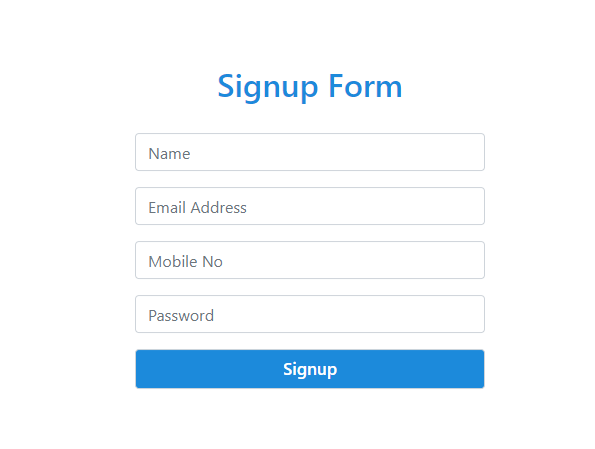 Signup Form
Name
Email Address
Mobile No
Password
Signup